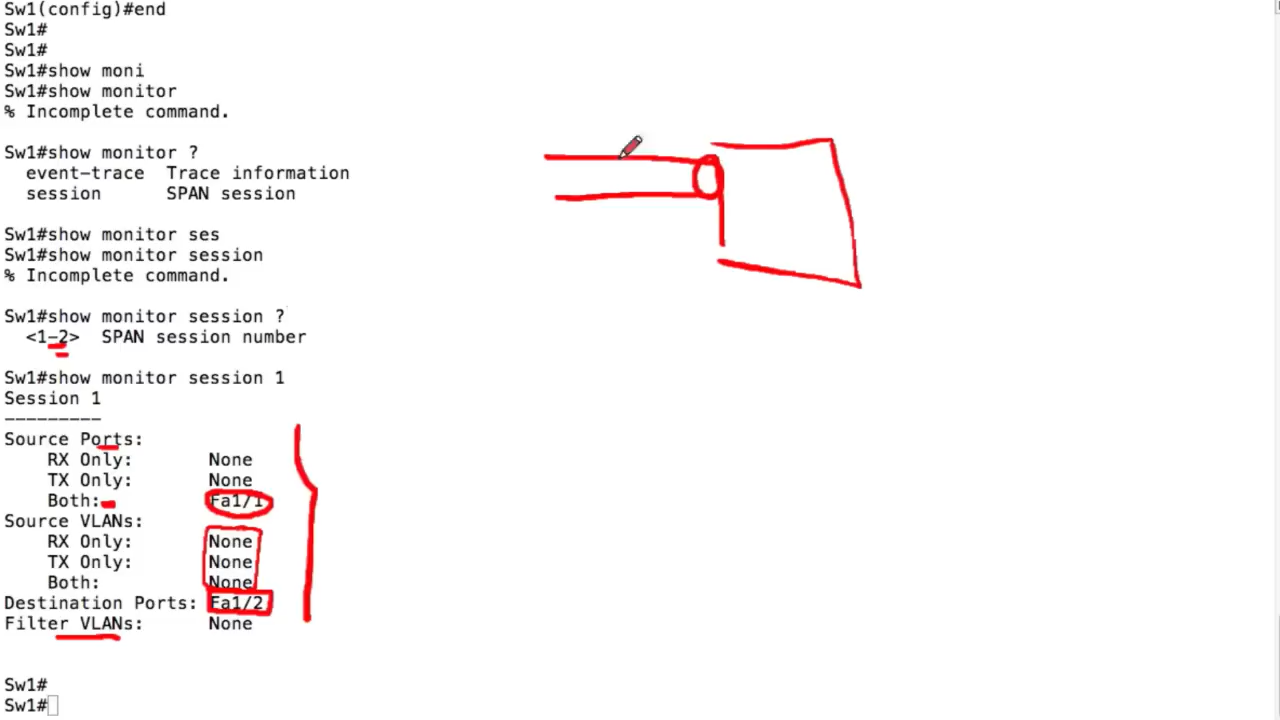 Sw1(config)#end
Sw1#
Sw1#
Sw1#show moni
Sw1#show monitor
% Incomplete command.
Sw1#show monitor ?
event-trace  Trace information
session      SPAN session
Sw1#show monitor ses
Sw1#show monitor session
% Incomplete command.
Sw1#show monitor session ?
<1-2>  SPAN session number
Sw1#show monitor session 1
Session 1
---------
Source Ports:
RX Only:       None
TX Only:       None
Both:          Fa1/1
Source VLANs:
RX Only:       None
TX Only:       None
Both:          None
Destination Ports: Fa1/2
Filter VLANs:      None
Sw1#
Sw1#